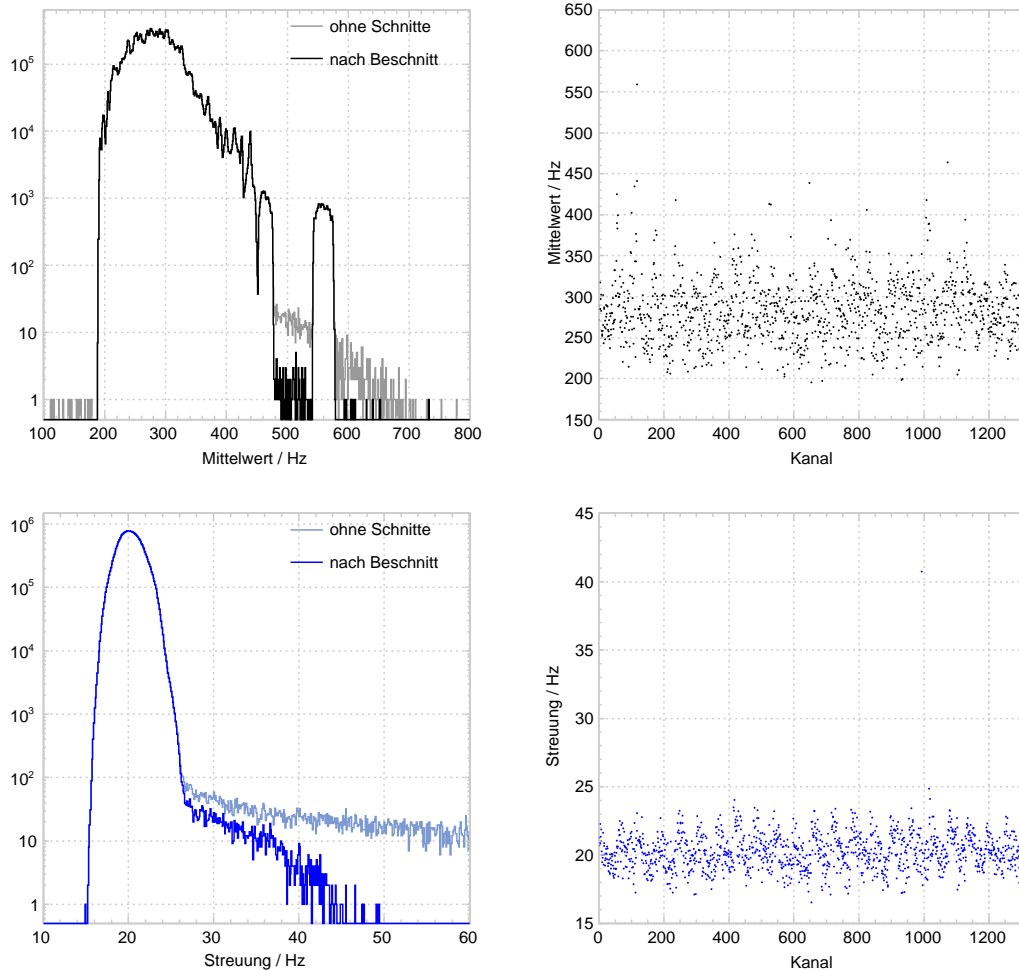 ohne Schnitte
nach Beschnitt
10^5
10^4
10^3
10^2
10
1
100 200 300 400 500 600 700 800
Mittelwert / Hz
650
600
550
500
450
400
350
300
250
200
150
Mittelwert / Hz
0 200 400 600 800 1000 1200
Kanal
ohne Schnitte
nach Beschnitt
10^6
10^5
10^4
10^3
10^2
10
1
10 20 30 40 50 60
Streuung / Hz
45
40
35
30
25
20
15
Streuung / Hz
0 200 400 600 800 1000 1200
Kanal